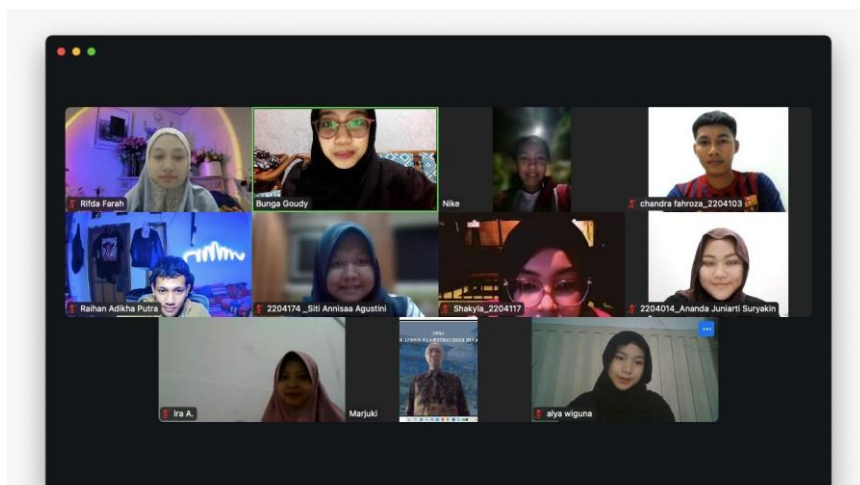 Rifda Farah
Bunga Goudy
Nike
chandra fahroza_2204103
Raihan Adikha Putra
2204174 _Siti Annisaa Agustini
Shakyla_2204117
2204014_Ananda Juniarti Suryakin
Ira A.
Marjuki
alya wiguna